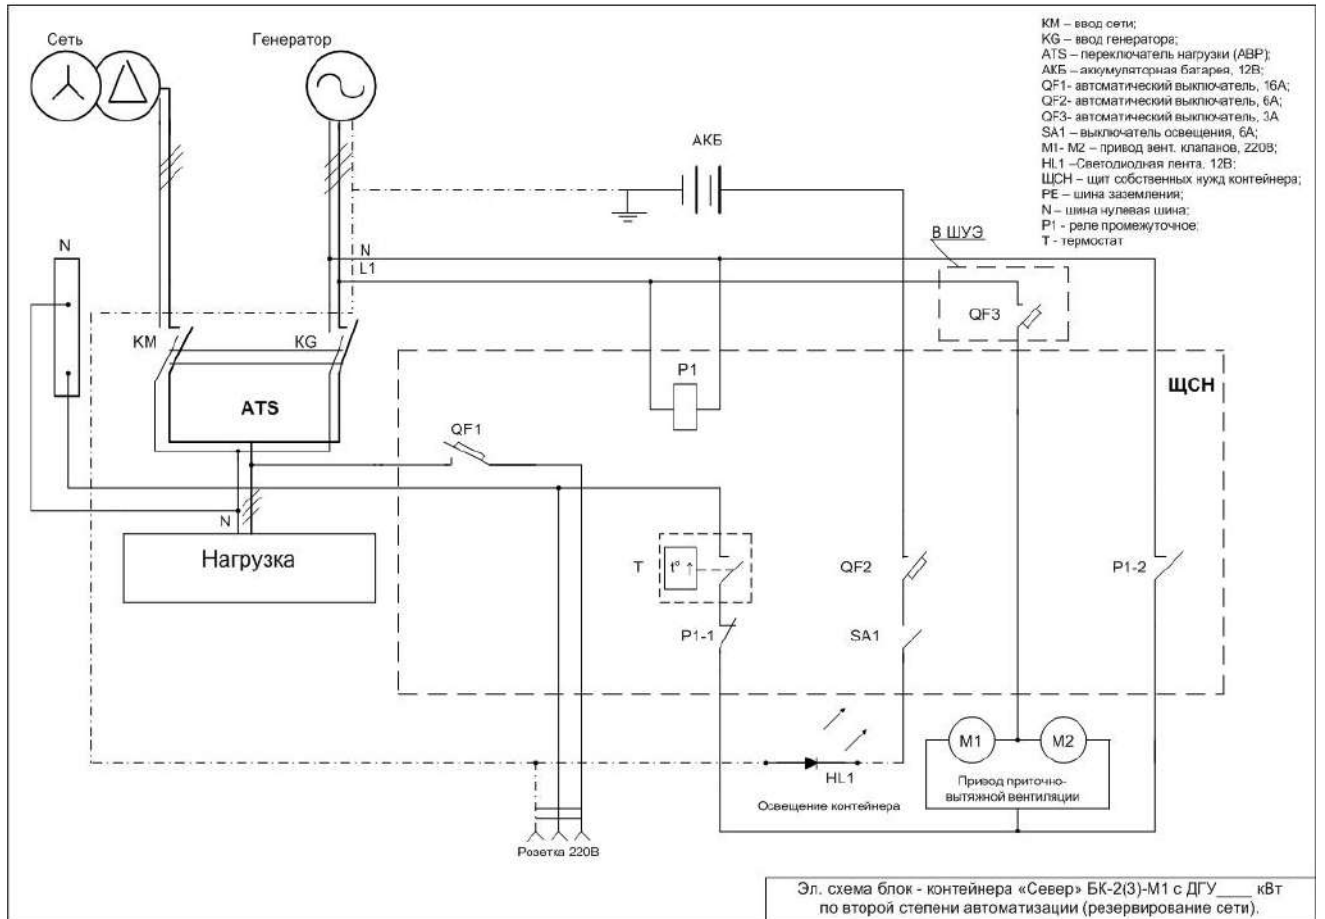 Сеть
Генератор
KM – ввод сети;
KG – ввод генератора;
ATS – переключатель нагрузки (АВР);
АКБ – аккумуляторная батарея, 12В;
QF1- автоматический выключатель, 16А;
QF2- автоматический выключатель, 6А;
QF3- автоматический выключатель, 3А
SA1 – выключатель освещения, 6А;
М1- М2 – привод вент. клапанов, 220В;
HL1 –Светодиодная лента, 12В;
ЩСН – щит собственных нужд контейнера;
PE – шина заземления;
N – шина нулевая шина;
P1 - реле промежуточное;
Т - термостат
АКБ
В ШУЭ
N
N
L1
QF3
KM
KG
P1
ЩСН
ATS
QF1
N
Нагрузка
T
t° ↑
QF2
P1-2
P1-1
SA1
M1
M2
HL1
Привод приточно-
вытяжной вентиляции
Освещение контейнера
Розетка 220В
Эл. схема блок - контейнера «Север» БК-2(3)-М1 с ДГУ____ кВт
по второй степени автоматизации (резервирование сети).